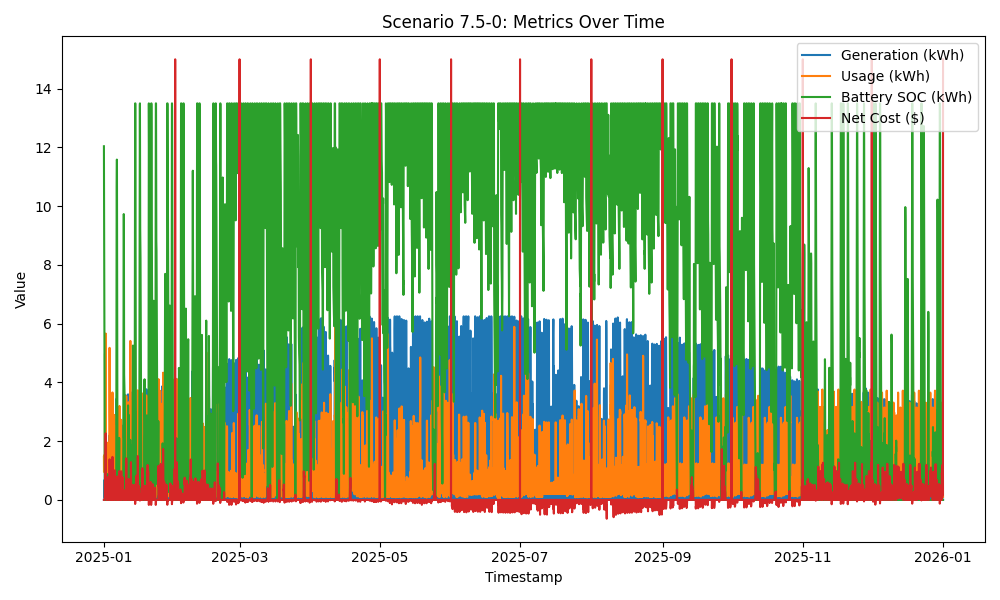 Scenario 7.5-0: Metrics Over Time
Generation (kWh)
Usage (kWh)
Battery SOC (kWh)
Net Cost ($)
Value
14
12
10
8
6
4
2
0
2025-01
2025-03
2025-05
2025-07
2025-09
2025-11
2026-01
Timestamp